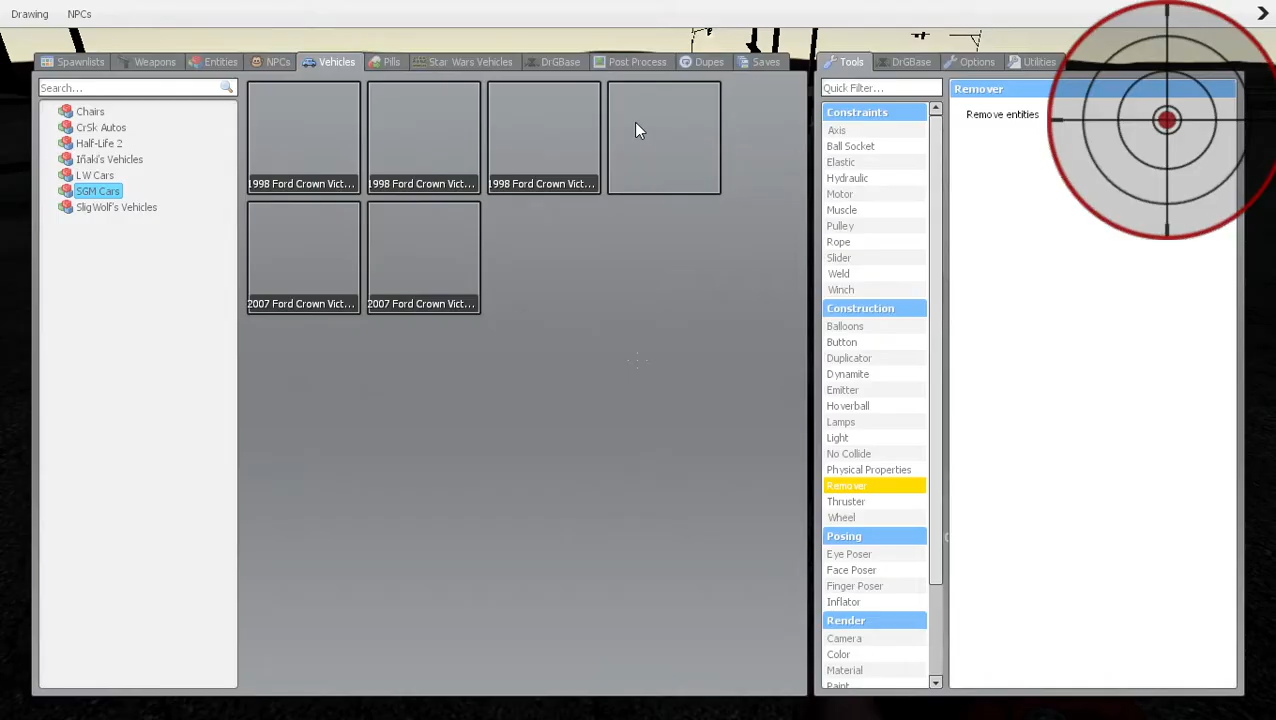 Drawing NPCs
Spawnlists Weapons Entities NPCs Vehicles Pills Star Wars Vehicles DrGBase Post Process Dupes Saves
Search...
Chairs
CrSk Autos
Half-Life 2
Iñaki's Vehicles
LW Cars
SGM Cars
SligWolf's Vehicles
1998 Ford Crown Vict... 1998 Ford Crown Vict... 1998 Ford Crown Vict...
2007 Ford Crown Vict... 2007 Ford Crown Vict...
Tools DrGBase Options Utilities
Quick Filter...
Constraints
Axis
Ball Socket
Elastic
Hydraulic
Motor
Muscle
Pulley
Rope
Slider
Weld
Winch
Construction
Balloons
Button
Duplicator
Dynamite
Emitter
Hoverball
Lamps
Light
No Collide
Physical Properties
Remover
Thruster
Wheel
Posing
Eye Poser
Face Poser
Finger Poser
Inflator
Render
Camera
Color
Material
Paint
Remover
Remove entities